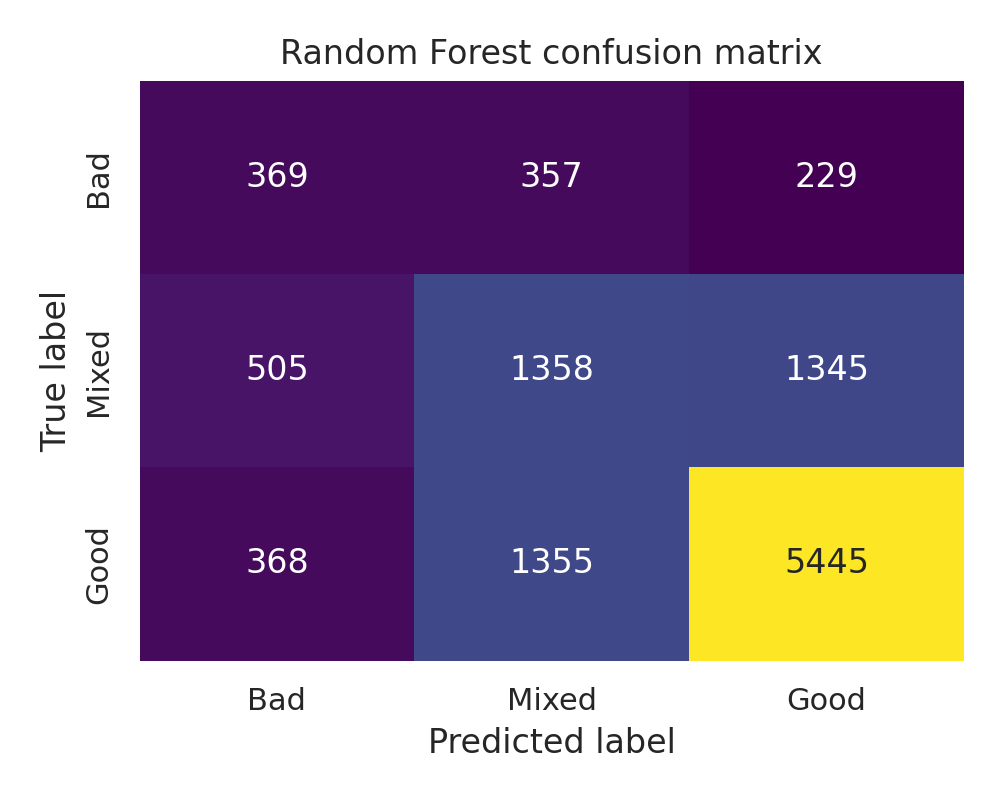 Random Forest confusion matrix
True label
Bad
369 357 229
Mixed
505 1358 1345
Good
368 1355 5445
Bad Mixed Good
Predicted label